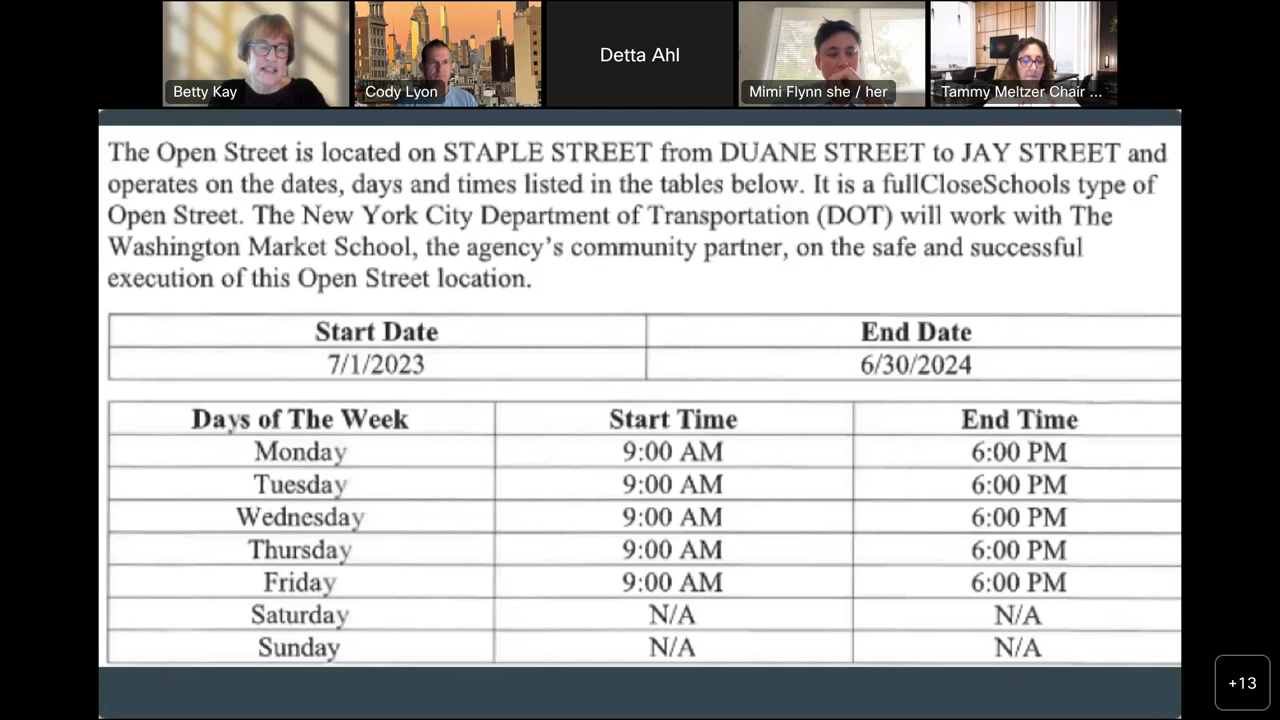 Betty Kay
Cody Lyon
Detta Ahl
Mimi Flynn she / her
Tammy Meltzer Chair ...
The Open Street is located on STAPLE STREET from DUANE STREET to JAY STREET and
operates on the dates, days and times listed in the tables below. It is a fullCloseSchools type of
Open Street. The New York City Department of Transportation (DOT) will work with The
Washington Market School, the agency's community partner, on the safe and successful
execution of this Open Street location.
Start Date End Date
7/1/2023 6/30/2024
Days of The Week Start Time End Time
Monday 9:00 AM 6:00 PM
Tuesday 9:00 AM 6:00 PM
Wednesday 9:00 AM 6:00 PM
Thursday 9:00 AM 6:00 PM
Friday 9:00 AM 6:00 PM
Saturday N/A N/A
Sunday N/A N/A
+13